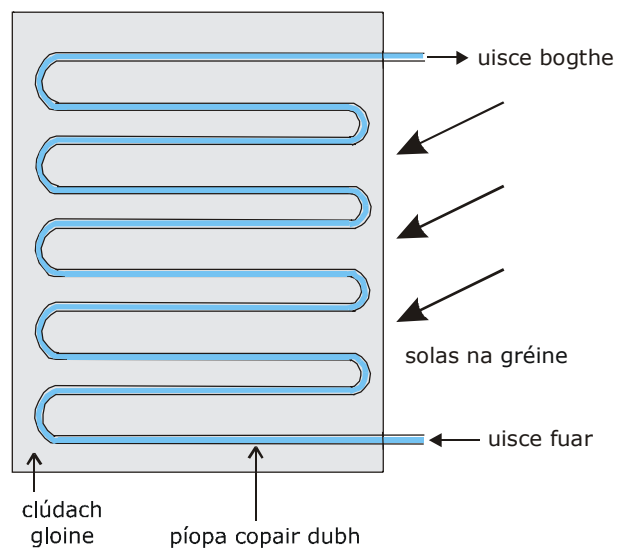 uisce bogthe
solas na gréine
uisce fuar
clúdach
gloine
píopa copair dubh